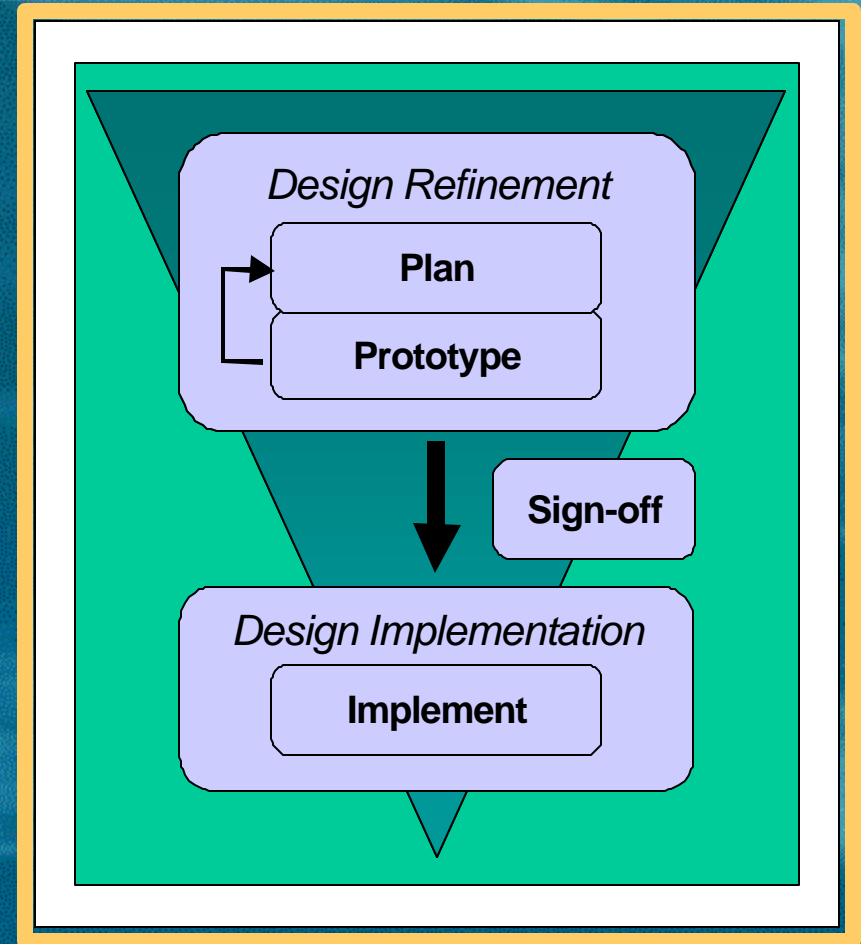 Design Refinement
Plan
Prototype
Sign-off
Design Implementation
Implement